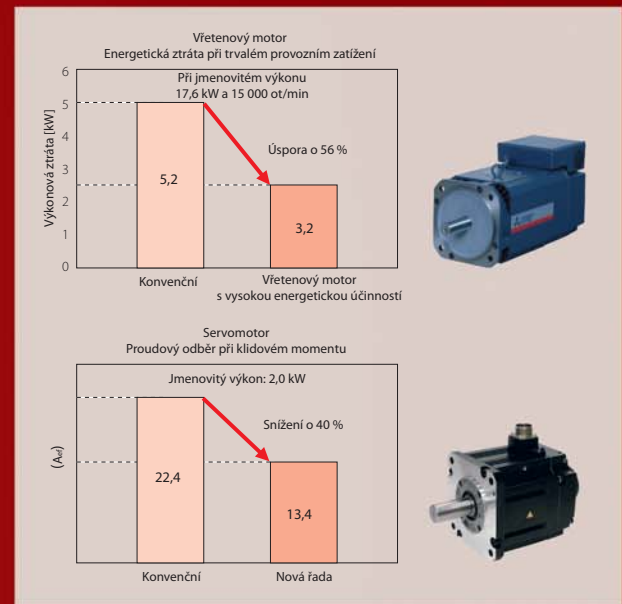 Vřetenový motor
Energetická ztráta při trvalém provozním zatížení
Výkonová ztráta [kW]
6
5
4
3
2
1
0
Při jmenovitém výkonu
17,6 kW a 15 000 ot/min
Úspora o 56 %
5,2
3,2
Konvenční
Vřetenový motor
s vysokou energetickou účinností
Servomotor
Proudový odběr při klidovém momentu
(Aef)
Jmenovitý výkon: 2,0 kW
Snížení o 40 %
22,4
13,4
Konvenční
Nová řada